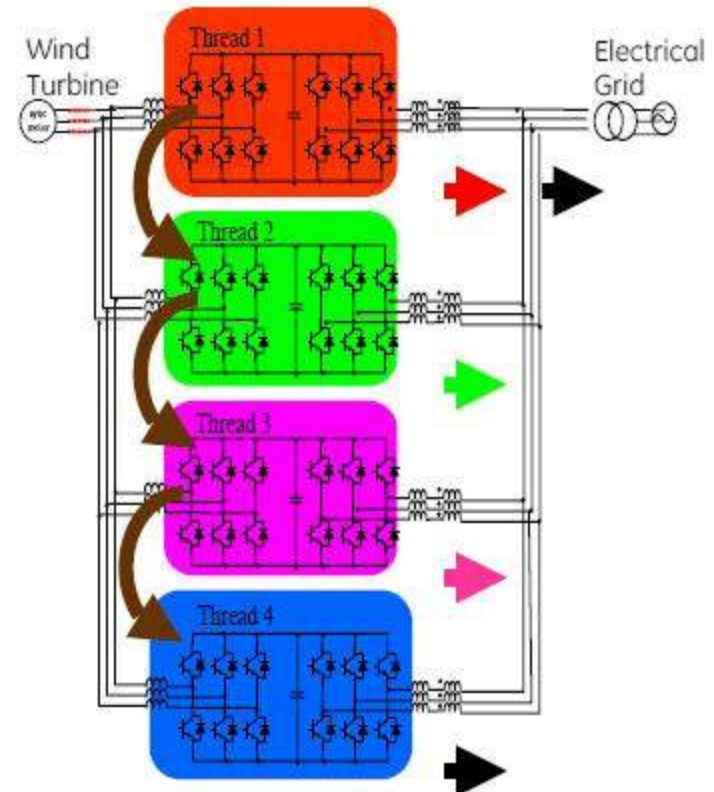 Wind
Turbine
Thread 1
Electrical
Grid
Thread 2
Thread 3
Thread 4